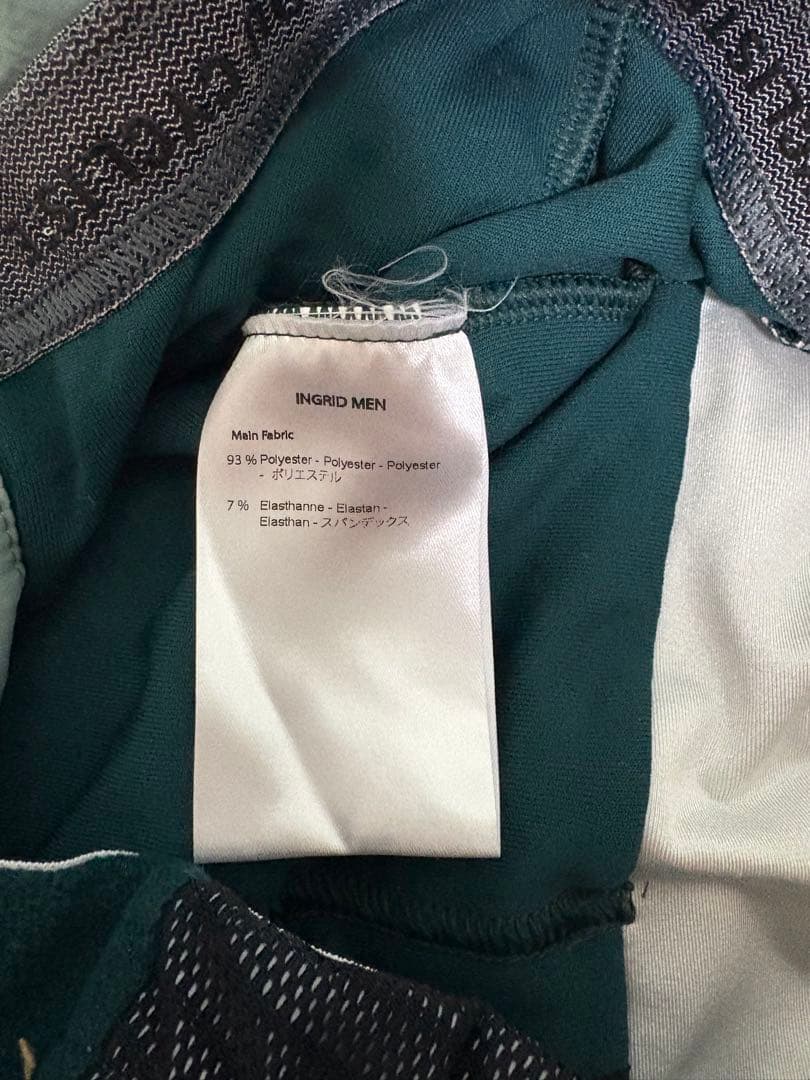 INGRID MEN
Main Fabric
93 % Polyester - Polyester - Polyester
- ポリエステル
7 % Elasthanne - Elastan -
Elasthan - スパンデックス